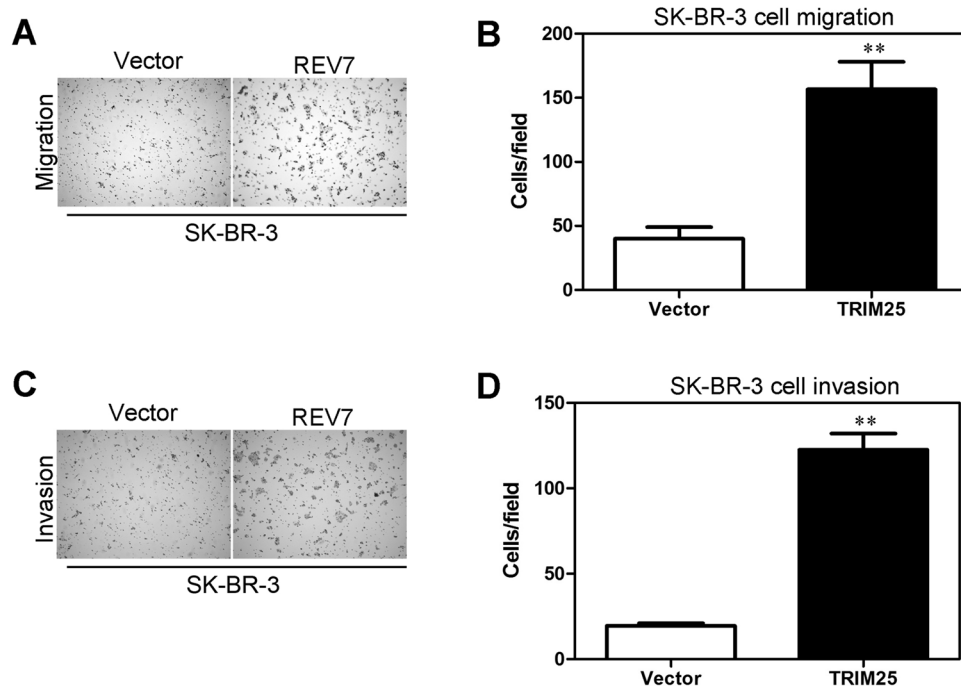 A
Vector REV7
Migration
SK-BR-3
B
SK-BR-3 cell migration
**
200
150
100
50
0
Cells/field
Vector TRIM25
C
Vector REV7
Invasion
SK-BR-3
D
SK-BR-3 cell invasion
**
150
100
50
0
Cells/field
Vector TRIM25